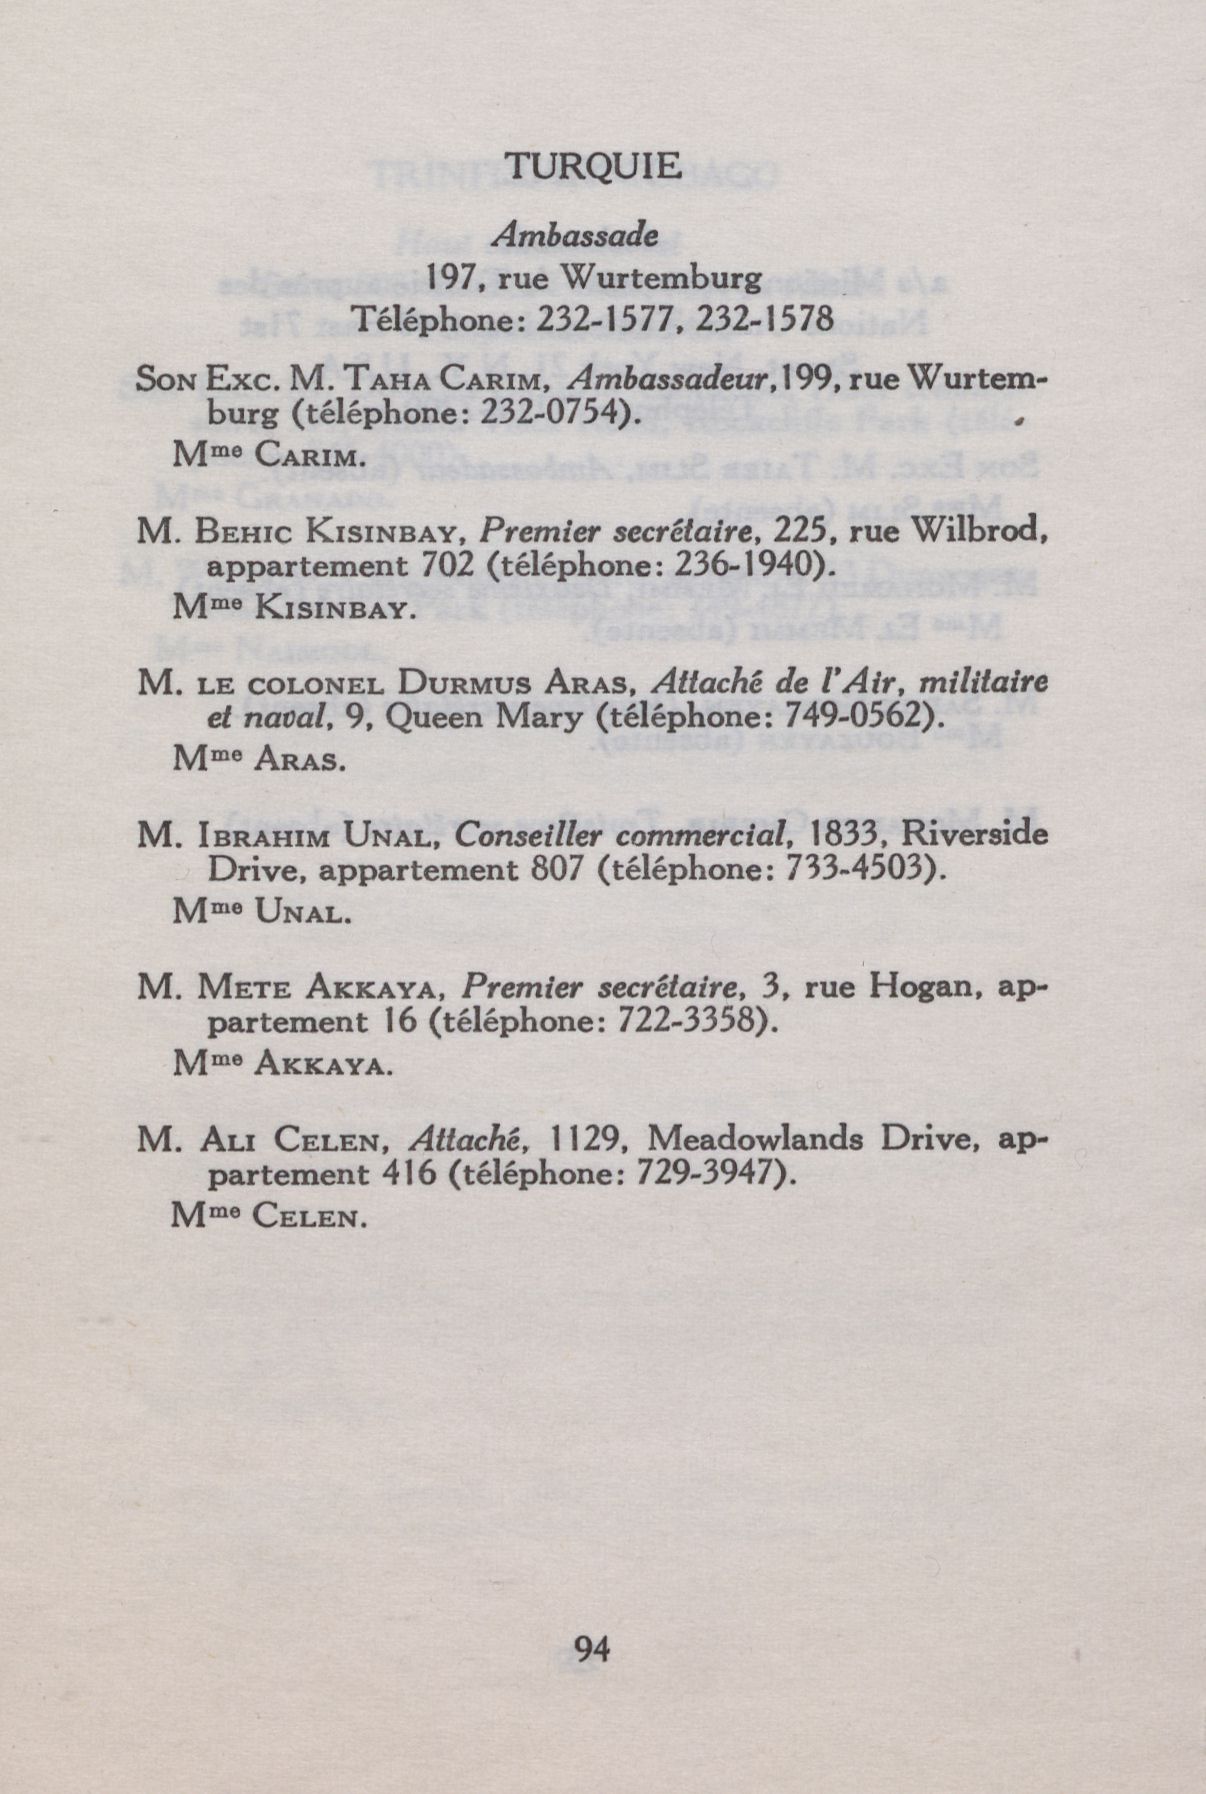 TURQUIE
Ambassade
197, rue Wurtemburg
Téléphone: 232-1577, 232-1578
SON EXC. M. TAHA CARIM, Ambassadeur, 199, rue Wurtem-
burg (téléphone: 232-0754).
Mme CARIM.
M. BEHIC KISINBAY, Premier secrétaire, 225, rue Wilbrod,
appartement 702 (téléphone: 236-1940).
Mme KISINBAY.
M. LE COLONEL DURMUS ARAS, Attaché de l'Air, militaire
et naval, 9, Queen Mary (téléphone: 749-0562).
Mme ARAS.
M. IBRAHIM UNAL, Conseiller commercial, 1833, Riverside
Drive, appartement 807 (téléphone: 733-4503).
Mme UNAL.
M. METE AKKAYA, Premier secrétaire, 3, rue Hogan, ap-
partement 16 (téléphone: 722-3358).
Mme AKKAYA.
M. ALI CELEN, Attaché, 1129, Meadowlands Drive, ap-
partement 416 (téléphone: 729-3947).
Mme CELEN.
94